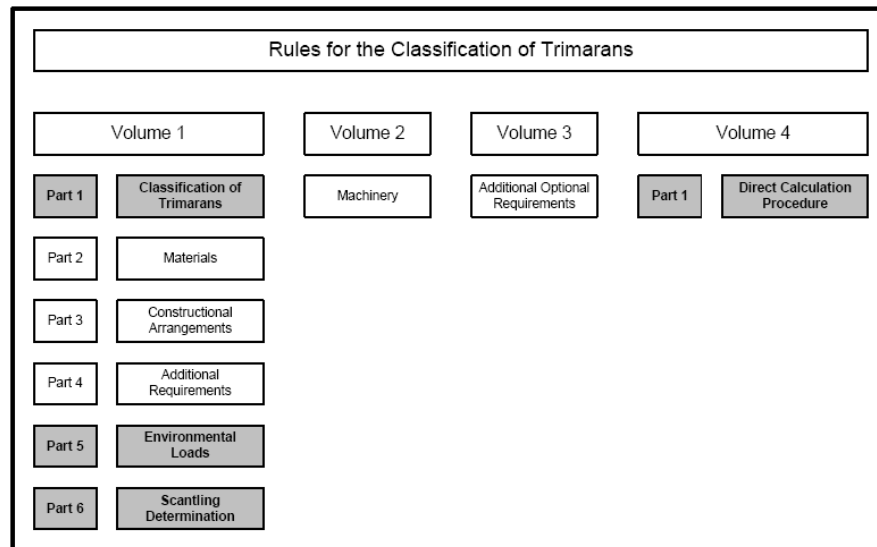 Rules for the Classification of Trimarans
Volume 1
Volume 2
Volume 3
Volume 4
Part 1
Classification of
Trimarans
Machinery
Additional Optional
Requirements
Part 1
Direct Calculation
Procedure
Part 2
Materials
Part 3
Constructional
Arrangements
Part 4
Additional
Requirements
Part 5
Environmental
Loads
Part 6
Scantling
Determination